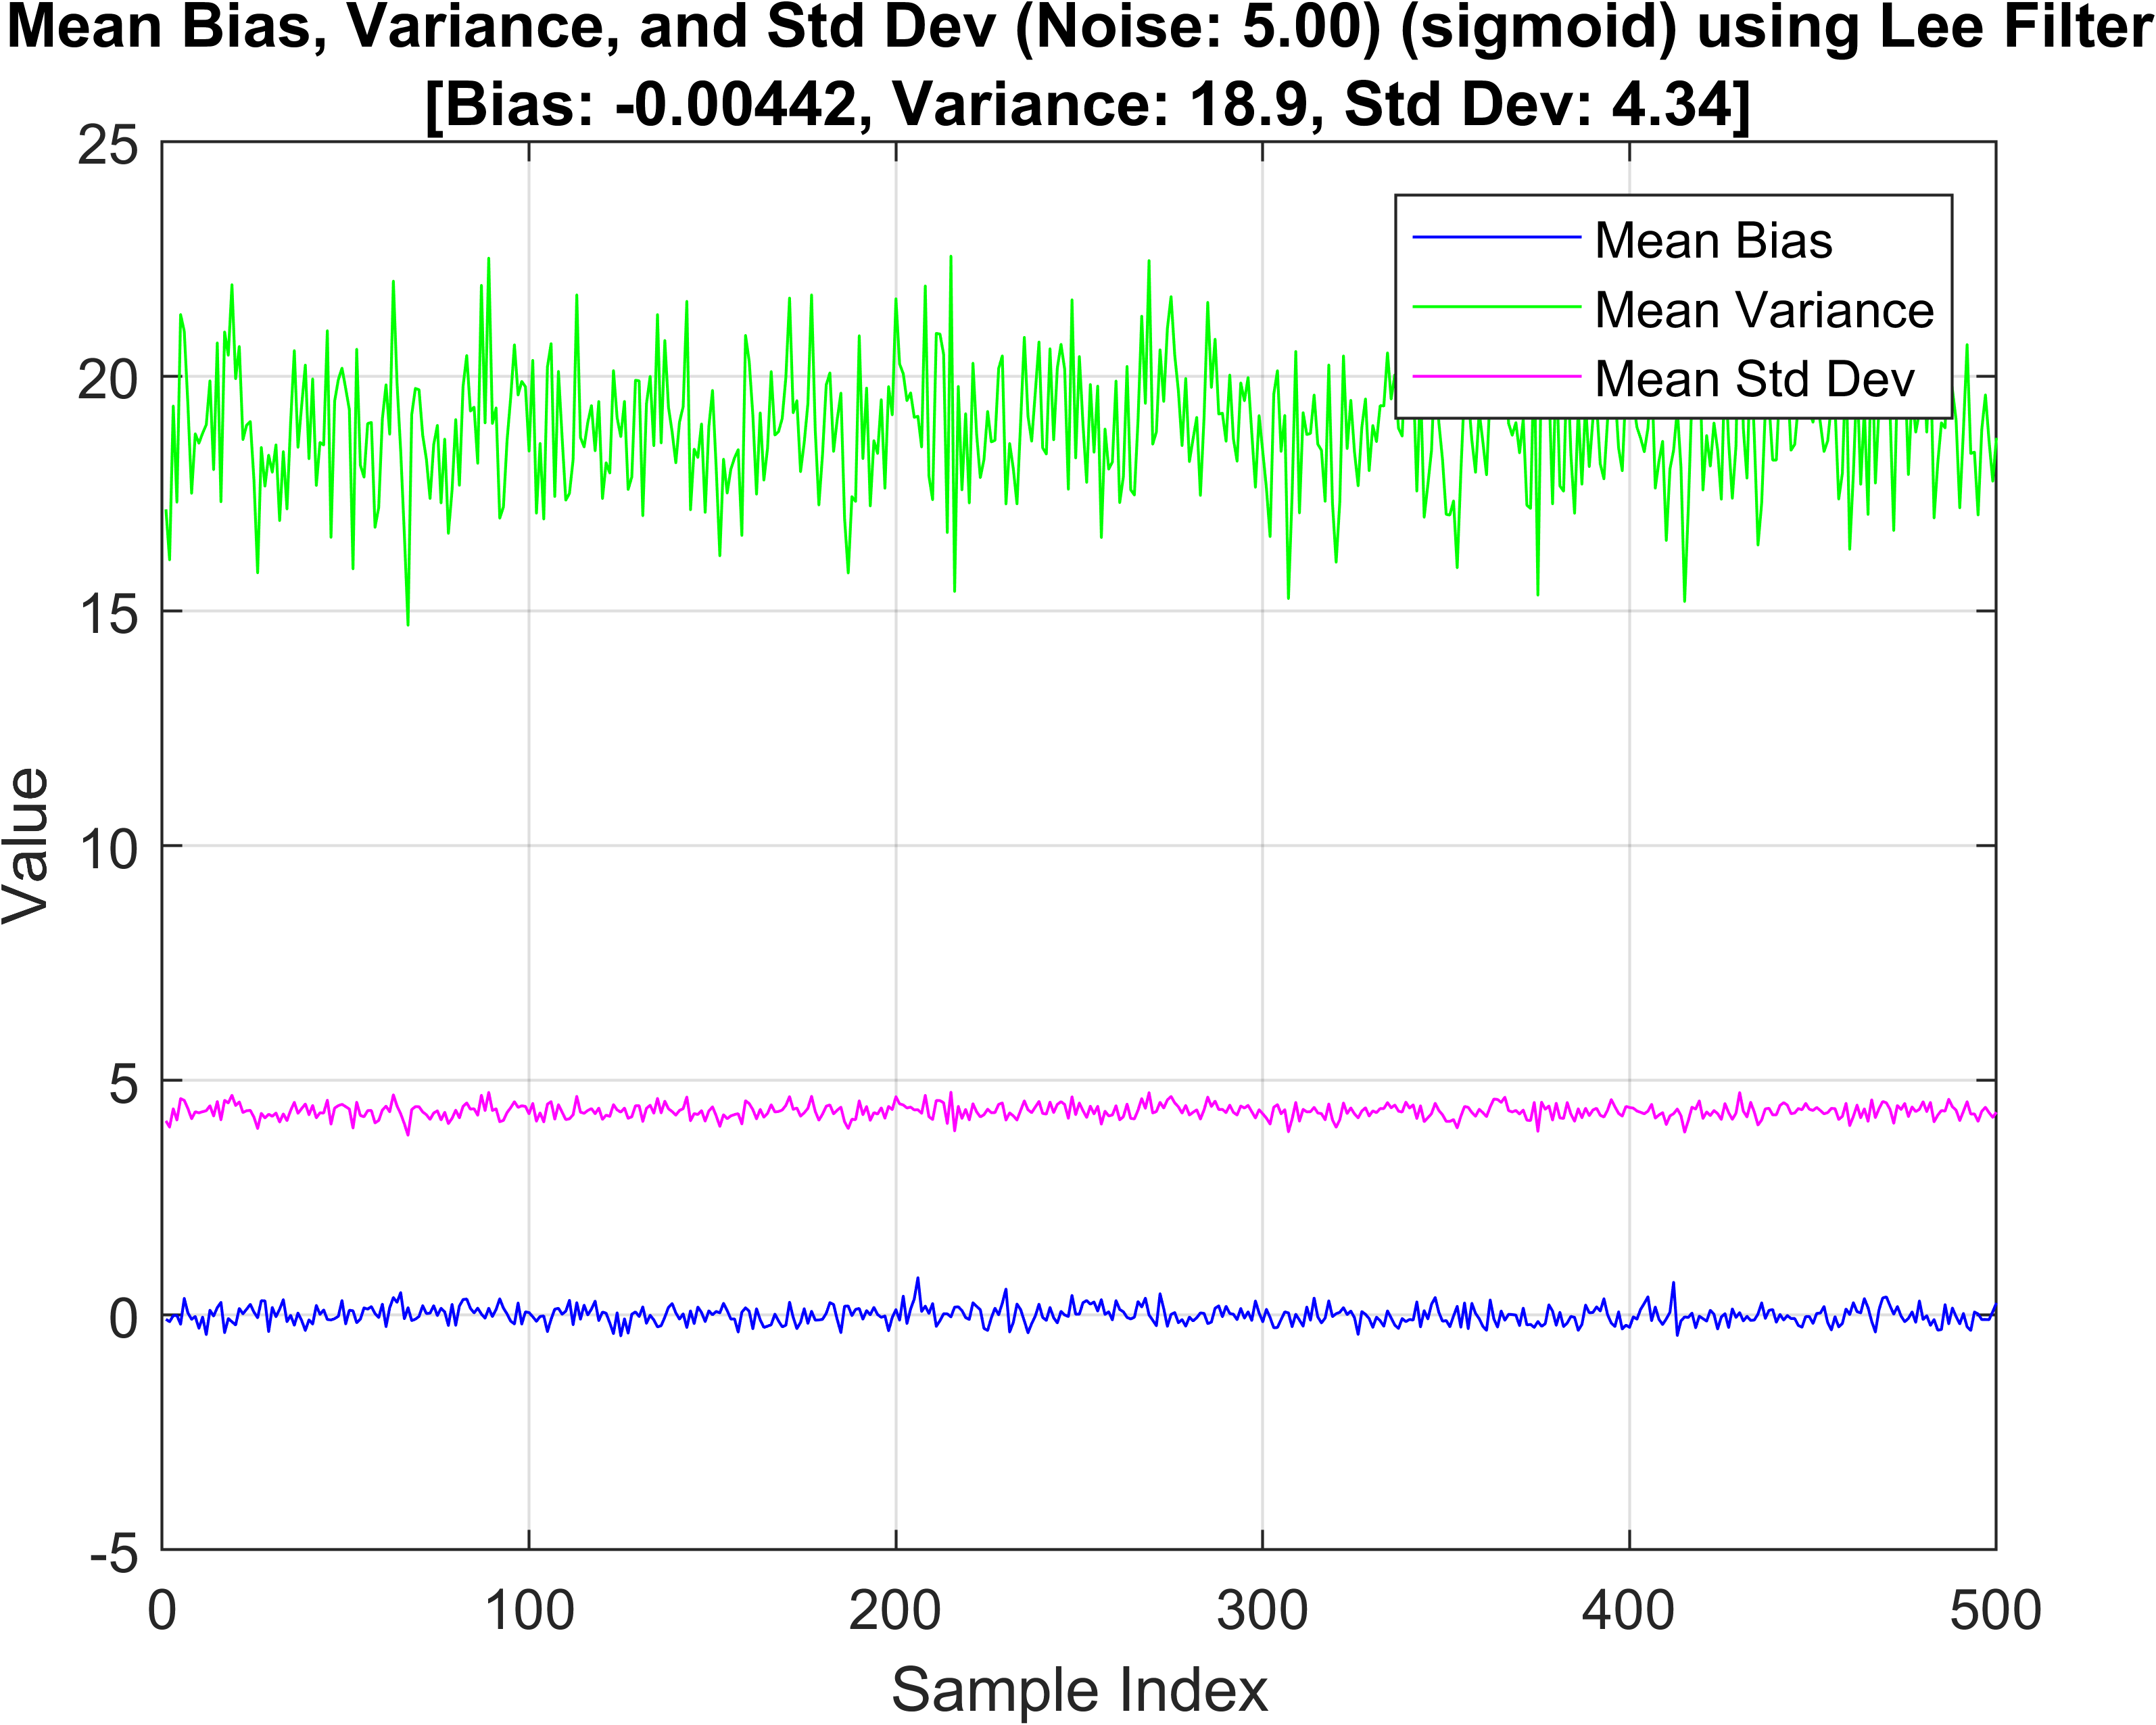 Mean Bias, Variance, and Std Dev (Noise: 5.00) (sigmoid) using Lee Filter
[Bias: -0.00442, Variance: 18.9, Std Dev: 4.34]
25
20
15
10
5
0
-5
Value
Mean Bias
Mean Variance
Mean Std Dev
0 100 200 300 400 500
Sample Index